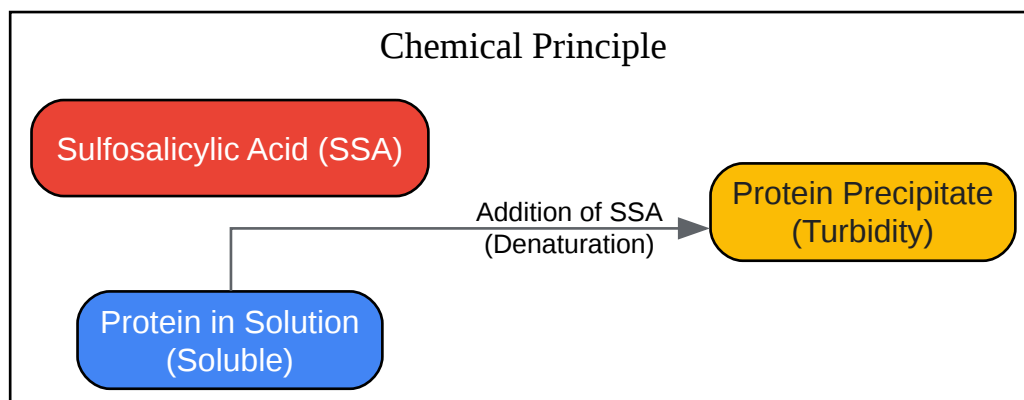 Chemical Principle
Sulfosalicylic Acid (SSA)
Protein Precipitate
(Turbidity)
Addition of SSA
(Denaturation)
Protein in Solution
(Soluble)